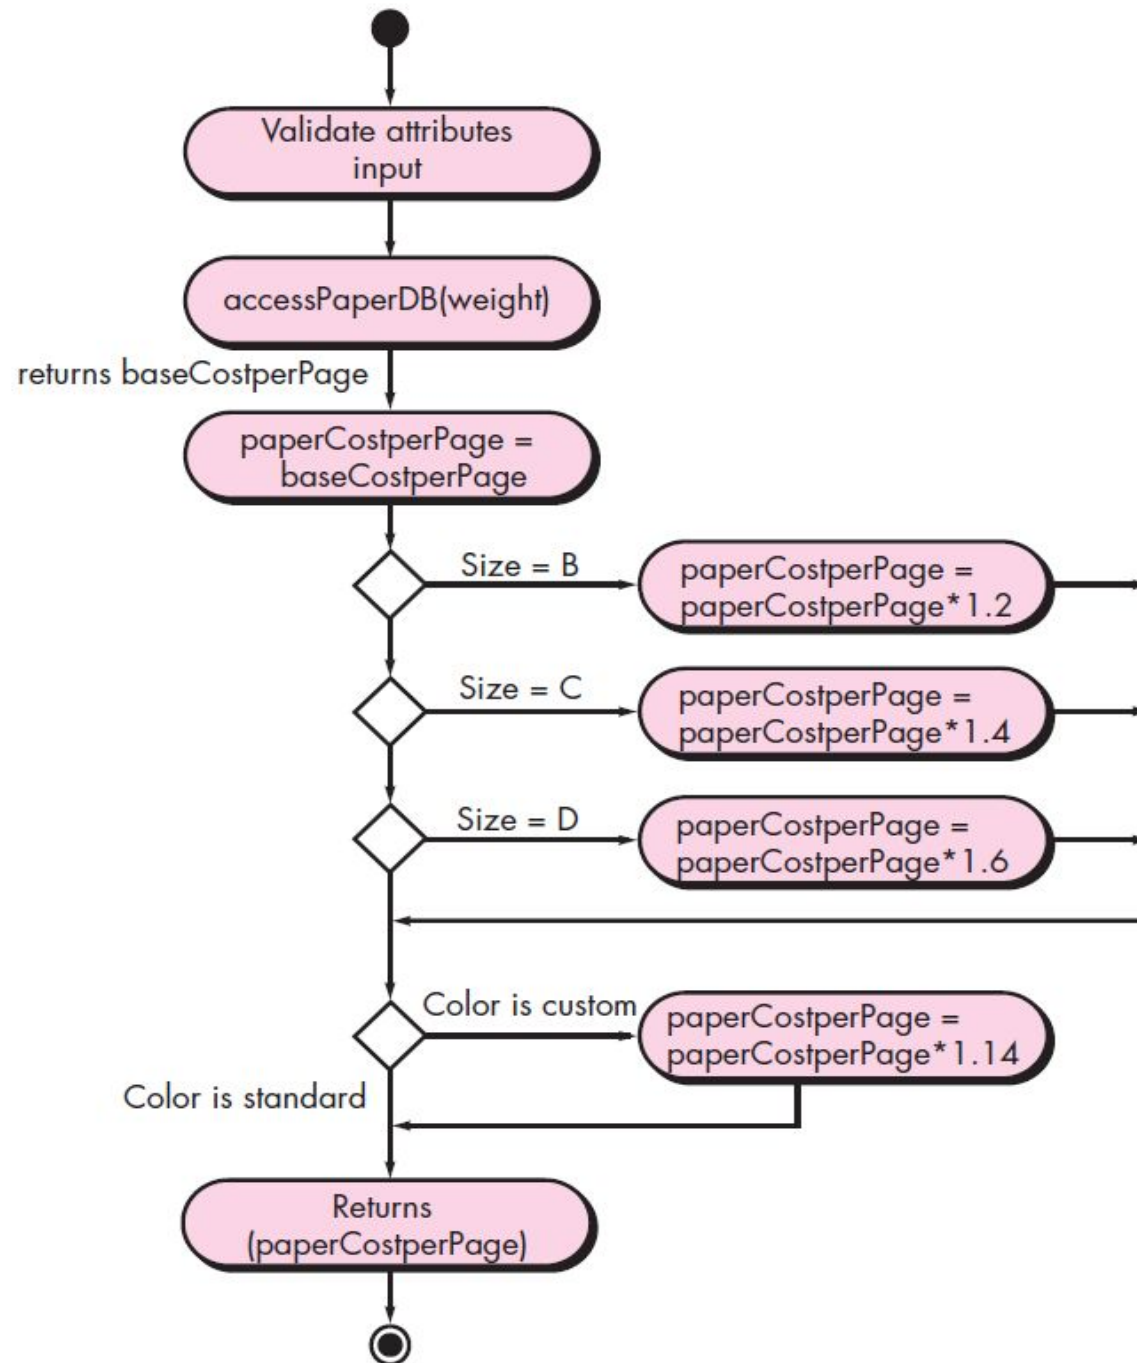 Validate attributes
input
accessPaperDB(weight)
returns baseCostperPage
paperCostperPage =
baseCostperPage
Size = B
paperCostperPage =
paperCostperPage*1.2
Size = C
paperCostperPage =
paperCostperPage*1.4
Size = D
paperCostperPage =
paperCostperPage*1.6
Color is custom
paperCostperPage =
paperCostperPage*1.14
Color is standard
Returns
(paperCostperPage)